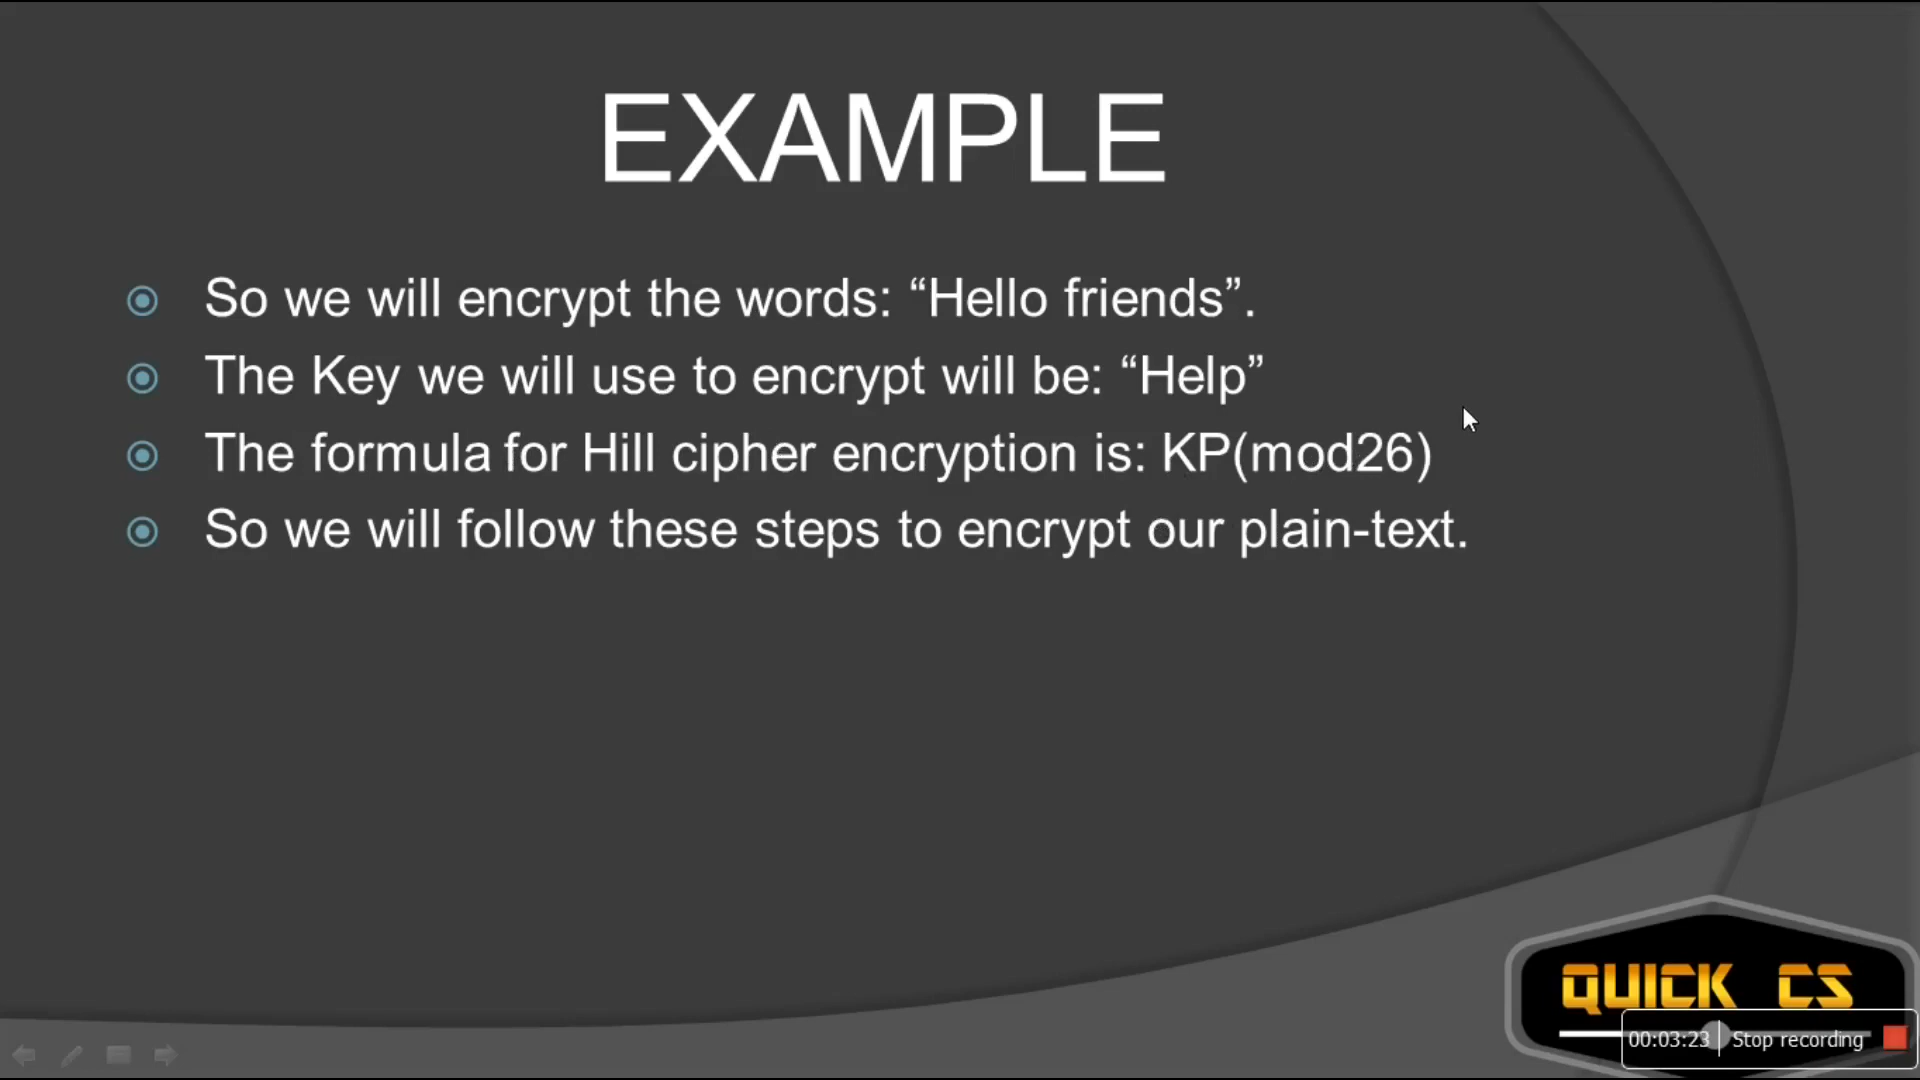 EXAMPLE
So we will encrypt the words: “Hello friends”.
The Key we will use to encrypt will be: “Help”
The formula for Hill cipher encryption is: KP(mod26)
So we will follow these steps to encrypt our plain-text.
QUICK CS
00:03:23 Stop recording